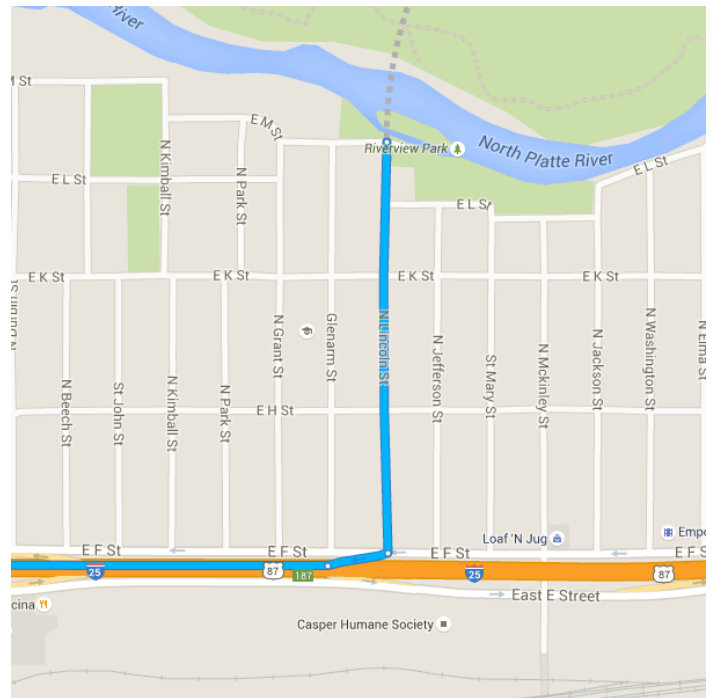 River
M St
E M St
Riverview Park
North Platte River
N Kimball St
N Park St
E L St
E L St
E L St
E K St
E K St
E K St
E K St
N Grant St
Glenarm St
N Lincoln St
N Jefferson St
St Mary St
N Mckinley St
N Jackson St
N Washington St
N Elma St
N Beech St
St John St
N Kimball St
N Park St
E H St
E F St
E F St
E F St
E F S
Loaf 'N Jug
Empo
25
87
187
25
87
East E Street
cina
Casper Humane Society